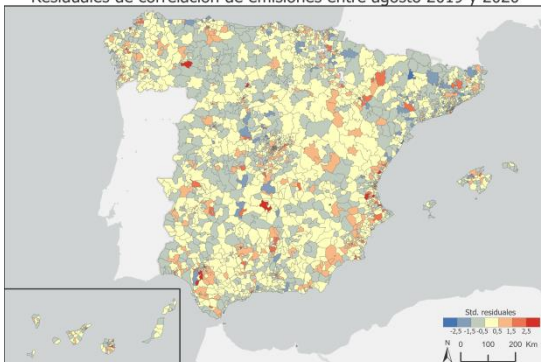 Residuales de correlación de emisiones entre agosto 2019 y 2020
Std. residuales
-2,5 -1,5 -0,5 0,5 1,5 2,5
N
0 100 200 Km